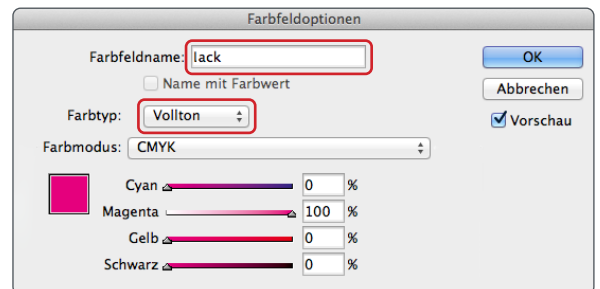 Farbfeldoptionen
Farbfeldname: lack
OK
Name mit Farbwert
Abbrechen
Farbtyp: Vollton
Vorschau
Farbmodus: CMYK
Cyan 0 %
Magenta 100 %
Gelb 0 %
Schwarz 0 %